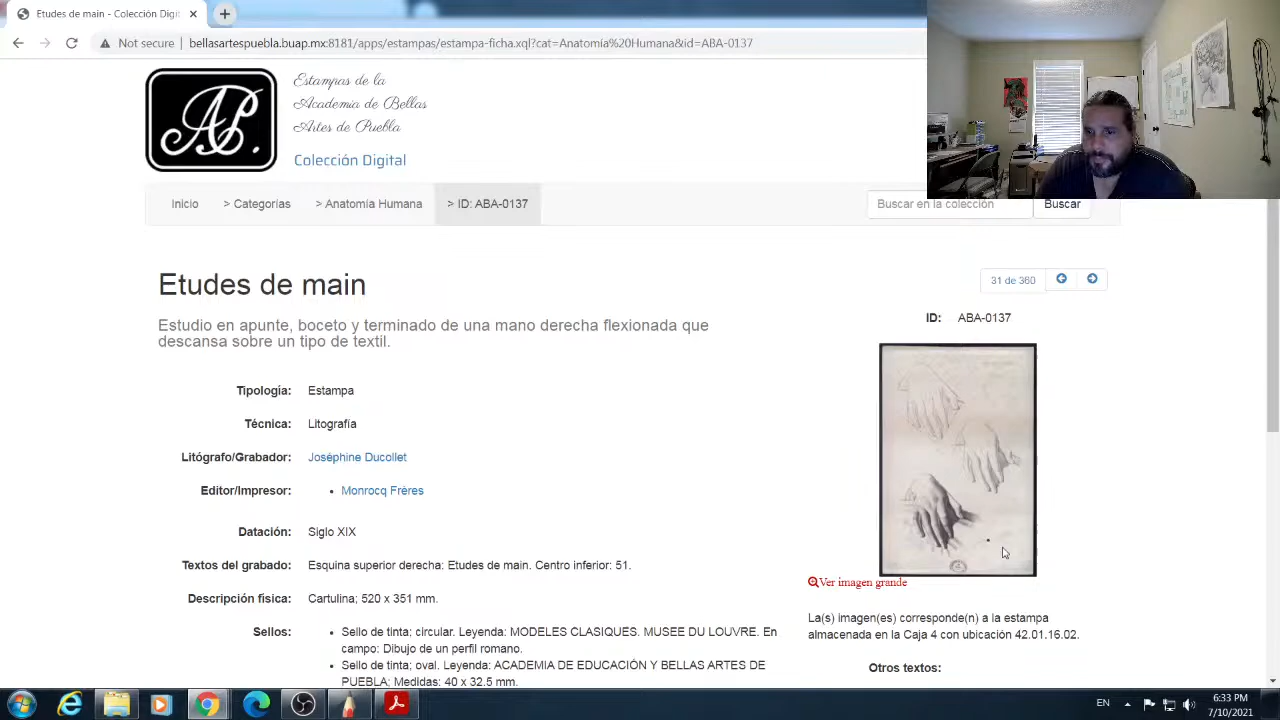 Etudes de main - Colección Digi
Not secure
bellasartespuebla.buap.mx:8181/apps/estampas/estampa-ficha.xql?cat=Anatomía%20Humana&id=ABA-0137
Estampas de la
Academia de Bellas
Artes de Puebla
Colección Digital
Inicio > Categorías > Anatomía Humana > ID: ABA-0137
Buscar en la colección Buscar
Etudes de main
31 de 360
Estudio en apunte, boceto y terminado de una mano derecha flexionada que
descansa sobre un tipo de textil.
ID: ABA-0137
Tipología: Estampa
Técnica: Litografía
Litógrafo/Grabador: Joséphine Ducollet
Editor/Impresor: • Monrocq Fréres
Datación: Siglo XIX
Textos del grabado: Esquina superior derecha: Etudes de main. Centro inferior: 51.
Descripción física: Cartulina; 520 x 351 mm.
Sellos: • Sello de tinta; circular. Leyenda: MODELES CLASIQUES. MUSEE DU LOUVRE. En
campo: Dibujo de un perfil romano.
• Sello de tinta; oval. Leyenda: ACADEMIA DE EDUCACIÓN Y BELLAS ARTES DE
PUEBLA; Medidas: 40 x 32.5 mm.
Ver imagen grande
La(s) imagen(es) corresponde(n) a la estampa
almacenada en la Caja 4 con ubicación 42.01.16.02.
Otros textos:
EN
6:33 PM
7/10/2021